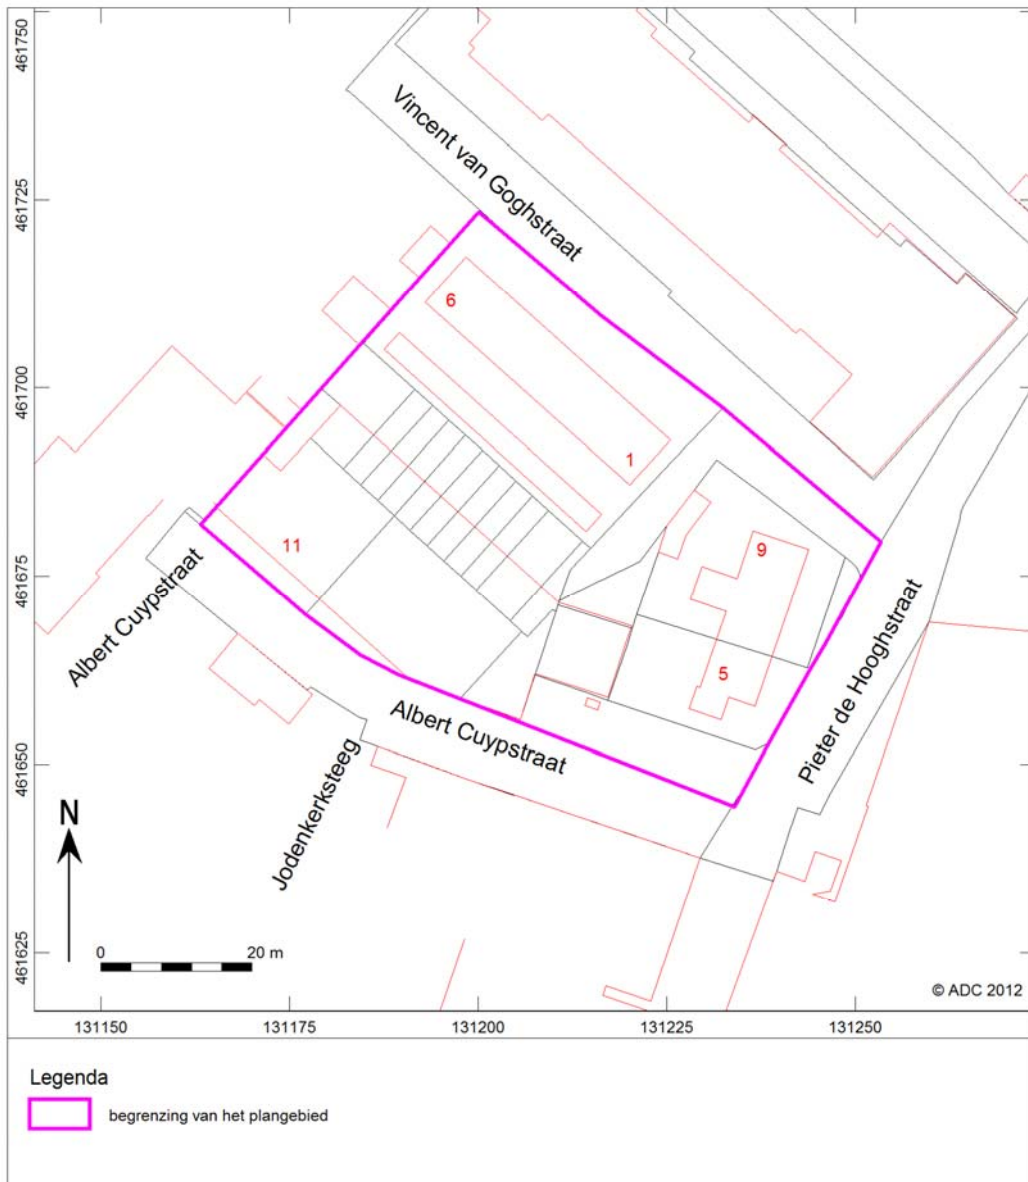 461750
Vincent van Goghstraat
461725
6
461700
1
11
9
461675
Albert Cuypstraat
5
Pieter de Hooghstraat
Albert Cuypstraat
461650
Jodenkerksteeg
N
0 20 m
461625
© ADC 2012
131150 131175 131200 131225 131250
Legenda
begrenzing van het plangebied